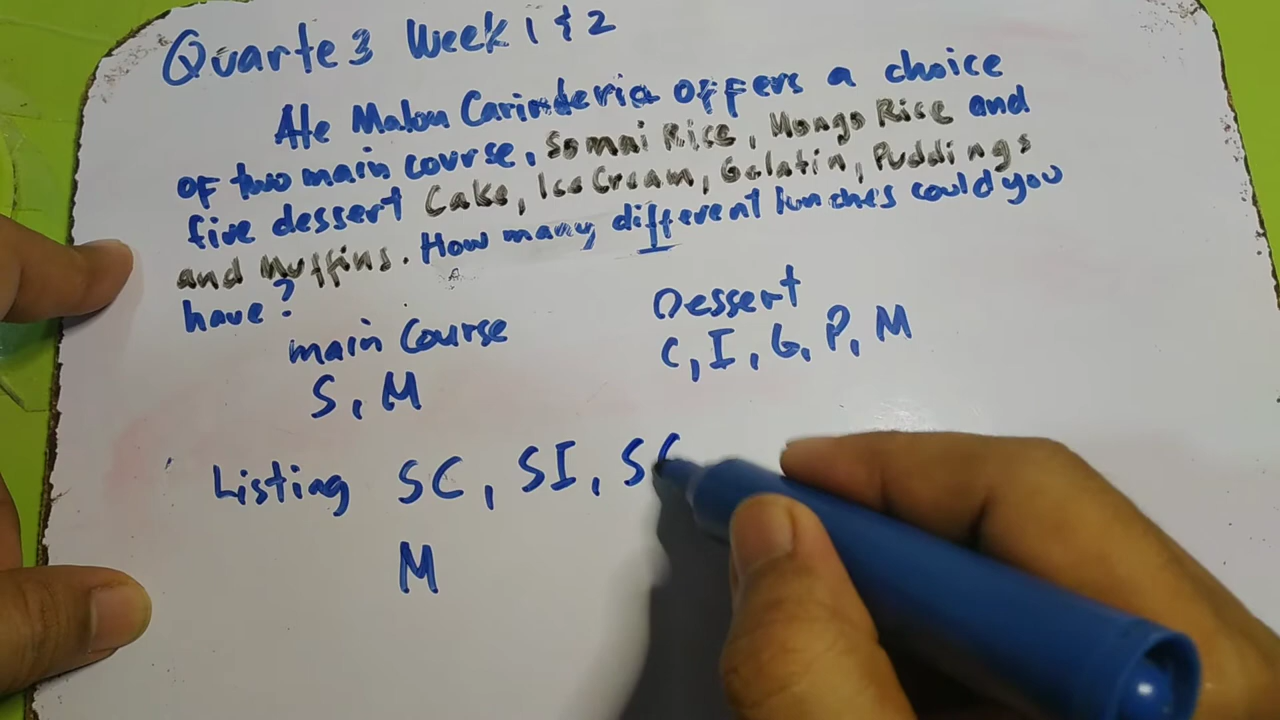 Quarte 3 Week 1 & 2
Ate Malou Carinderia offers a choice
of two main course, Somai Rice, Mongo Rice and
five dessert Cake, Ice Cream, Gelatin, Puddings
and Muffins. How many different lunches could you
have?
main Course
Dessert
S, M
C, I, G, P, M
Listing SC, SI, S
M